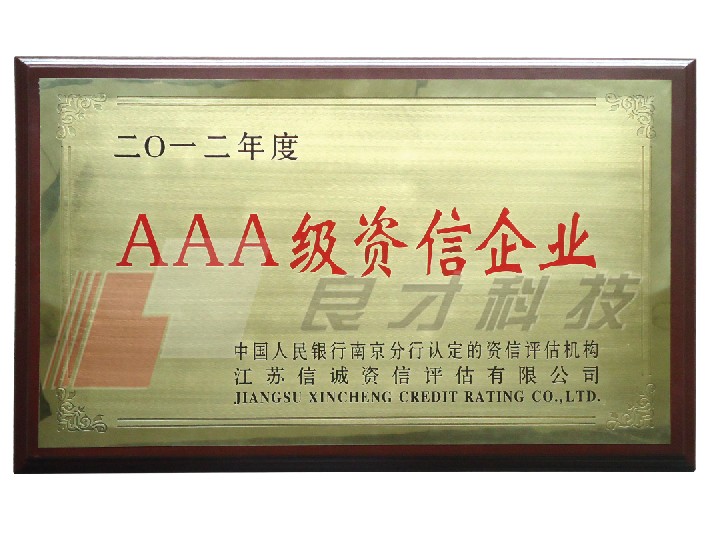 二O一二年度
AAA级资信企业
良才科技
中国人民银行南京分行认定的资信评估机构
江苏信诚资信评估有限公司
JIANGSU XINCHENG CREDIT RATING CO.,LTD.